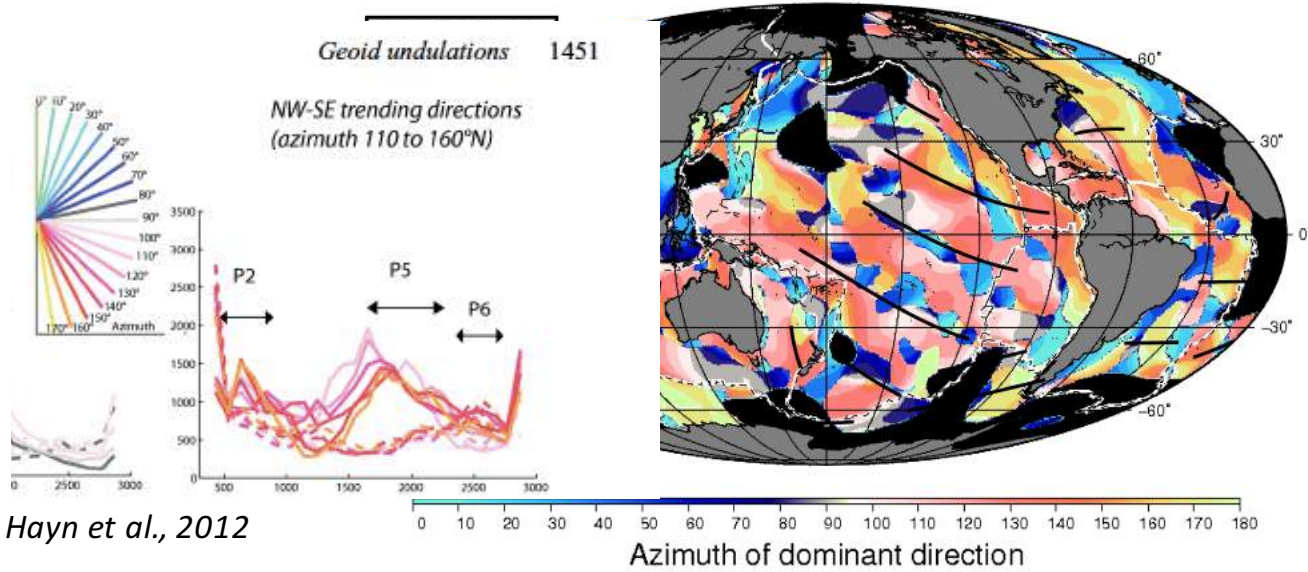 Geoid undulations 1451
NW-SE trending directions
(azimuth 110 to 160°N)
0°
10°
20°
30°
40°
50°
60°
70°
80°
90°
100°
110°
120°
130°
140°
150°
160°
170°
Azimuth
3500
3000
2500
2000
1500
1000
500
0
P2
P5
P6
500 1000 1500 2000 2500 3000
0 2500 3000
60°
30°
0
−30°
−60°
0 10 20 30 40 50 60 70 80 90 100 110 120 130 140 150 160 170 180
Azimuth of dominant direction
Hayn et al., 2012